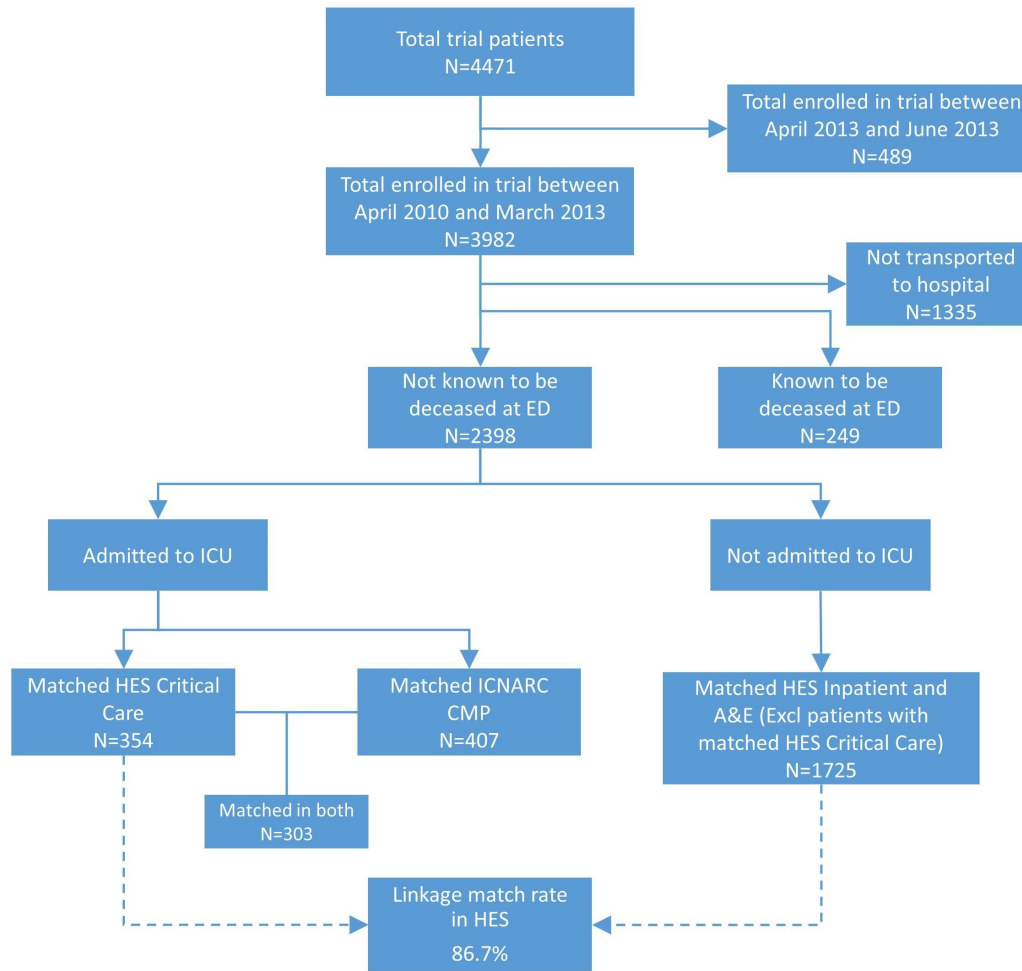 Total trial patients
N=4471
Total enrolled in trial between
April 2013 and June 2013
N=489
Total enrolled in trial between
April 2010 and March 2013
N=3982
Not transported
to hospital
N=1335
Not known to be
deceased at ED
N=2398
Known to be
deceased at ED
N=249
Admitted to ICU
Not admitted to ICU
Matched HES Critical
Care
N=354
Matched ICNARC
CMP
N=407
Matched HES Inpatient and
A&E (Excl patients with
matched HES Critical Care)
N=1725
Matched in both
N=303
Linkage match rate
in HES
86.7%